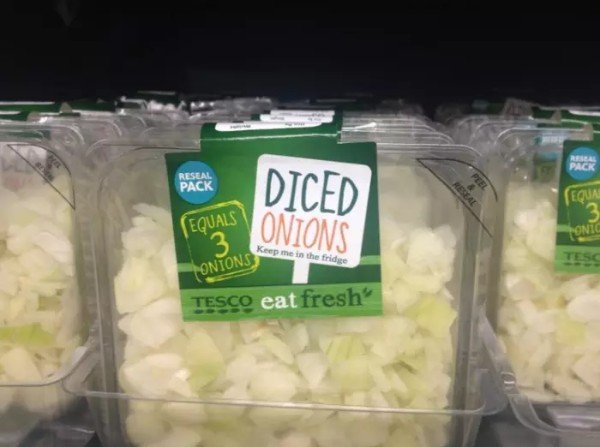 RESEAL
PACK
DICED
ONIONS
Keep me in the fridge
EQUALS
3
ONIONS
TESCO eat fresh
PEEL
&
RESEAL
RESEAL
PACK
EQUA
3
ONIO
TESC